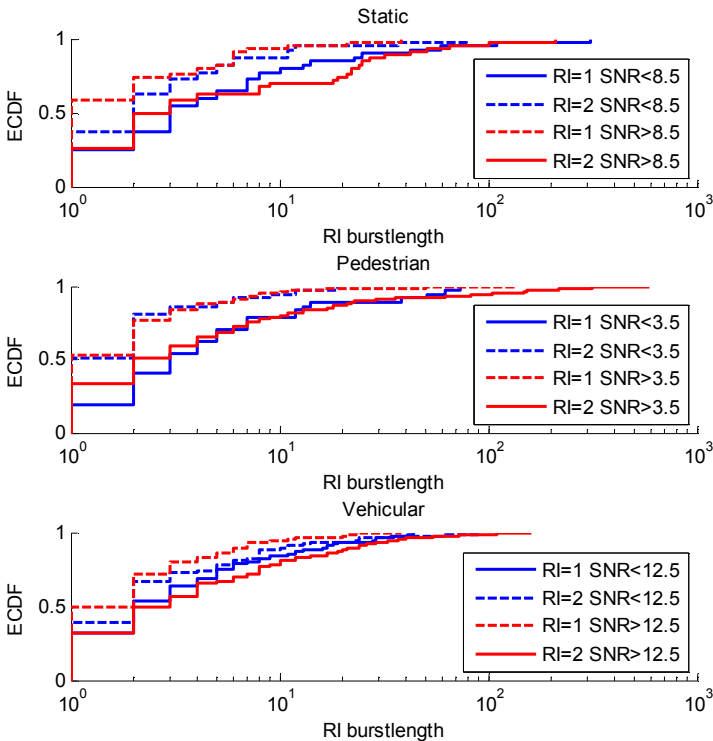 Static
1
0.5
0
ECDF
RI=1 SNR<8.5
RI=2 SNR<8.5
RI=1 SNR>8.5
RI=2 SNR>8.5
10^0
10^1
10^2
10^3
RI burstlength
Pedestrian
1
0.5
0
ECDF
RI=1 SNR<3.5
RI=2 SNR<3.5
RI=1 SNR>3.5
RI=2 SNR>3.5
10^0
10^1
10^2
10^3
RI burstlength
Vehicular
1
0.5
0
ECDF
RI=1 SNR<12.5
RI=2 SNR<12.5
RI=1 SNR>12.5
RI=2 SNR>12.5
10^0
10^1
10^2
10^3
RI burstlength